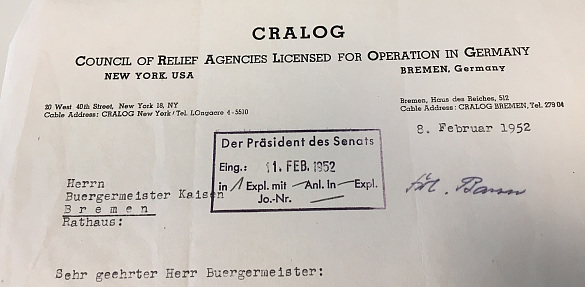 CRALOG
COUNCIL OF RELIEF AGENCIES LICENSED FOR OPERATION IN GERMANY
NEW YORK, USA
BREMEN, Germany
20 West 40th Street, New York 18, NY
Cable Address: CRALOG New York/Tel. LOngacre 4-5510
Bremen, Haus des Reiches, 512
Cable Address: CRALOG BREMEN, Tel. 279 04
8. Februar 1952
Der Präsident des Senats
Eing.: 11. FEB. 1952
in 1 Expl. mit — Anl. In — Expl.
Jo.-Nr. —
Herrn
Buergermeister Kaisen
Bremen
Rathaus:
Sehr geehrter Herr Buergermeister: